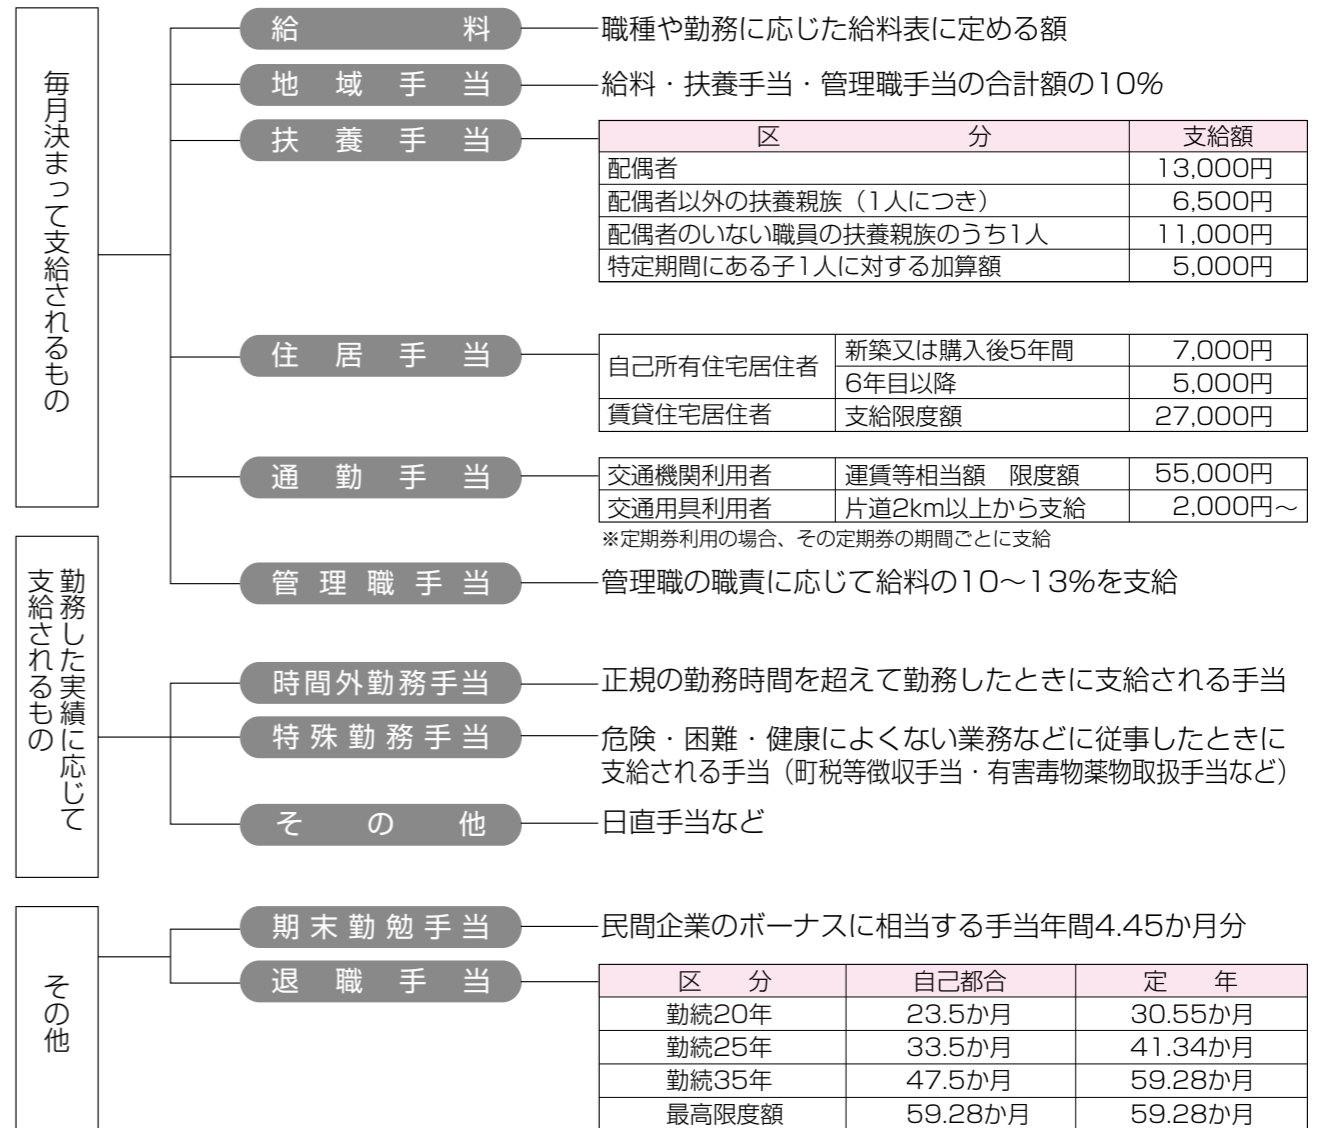 毎月決まって支給されるもの
給料 職種や勤務に応じた給料表に定める額
地域手当 給料・扶養手当・管理職手当の合計額の10%
扶養手当
区分 支給額
配偶者 13,000円
配偶者以外の扶養親族（1人につき） 6,500円
配偶者のいない職員の扶養親族のうち1人 11,000円
特定期間にある子1人に対する加算額 5,000円
住居手当
自己所有住宅居住者 新築又は購入後5年間 7,000円
6年目以降 5,000円
賃貸住宅居住者 支給限度額 27,000円
通勤手当
交通機関利用者 運賃等相当額　限度額 55,000円
交通用具利用者 片道2km以上から支給 2,000円～
※定期券利用の場合、その定期券の期間ごとに支給
管理職手当 管理職の職責に応じて給料の10～13%を支給
勤務した実績に応じて
支給されるもの
時間外勤務手当 正規の勤務時間を超えて勤務したときに支給される手当
特殊勤務手当 危険・困難・健康によくない業務などに従事したときに
支給される手当（町税等徴収手当・有害毒物薬物取扱手当など）
その他 日直手当など
その他
期末勤勉手当 民間企業のボーナスに相当する手当年間4.45か月分
退職手当
区分 自己都合 定年
勤続20年 23.5か月 30.55か月
勤続25年 33.5か月 41.34か月
勤続35年 47.5か月 59.28か月
最高限度額 59.28か月 59.28か月